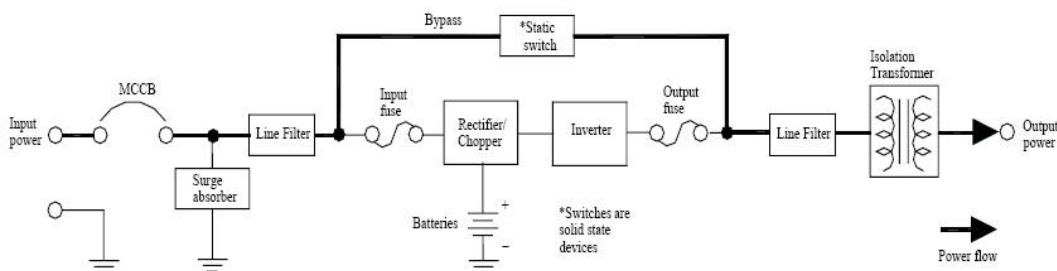 Bypass
*Static
switch
Isolation
Transformer
MCCB
Input
fuse
Output
fuse
Input
power
Line Filter
Rectifier/
Chopper
Inverter
Line Filter
Output
power
Surge
absorber
Batteries
+
−
*Switches are
solid state
devices
Power flow